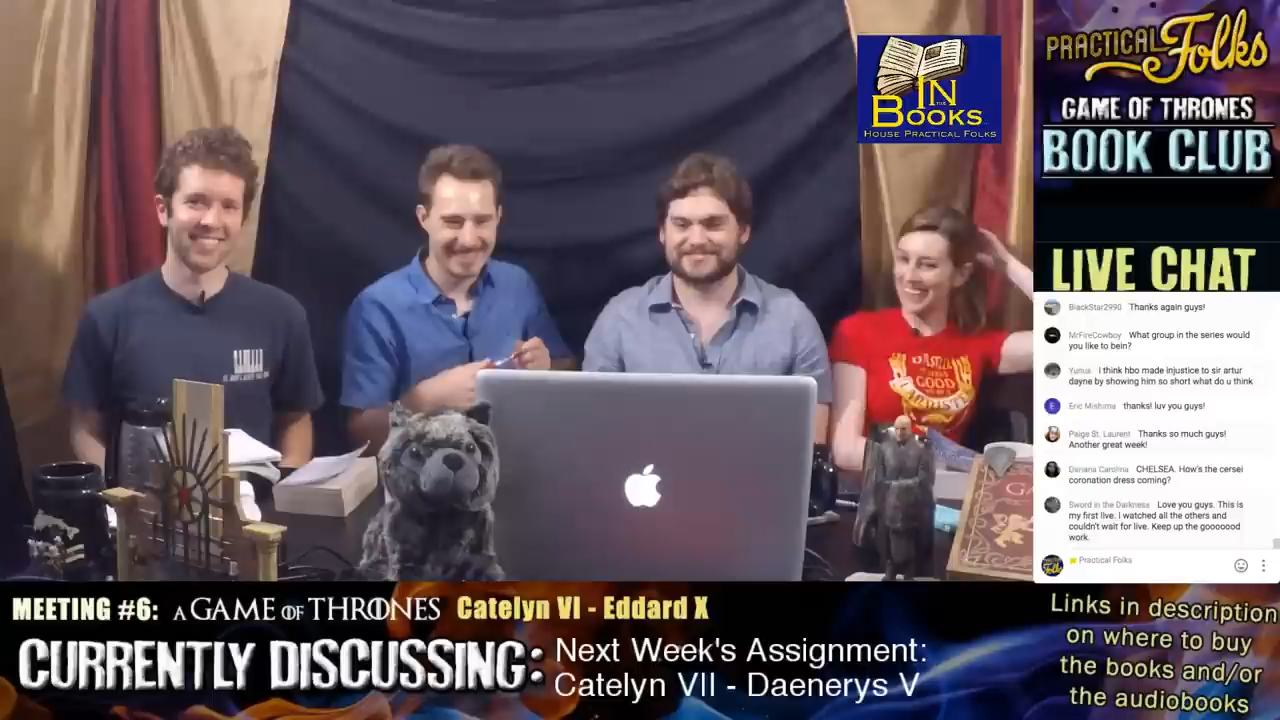 IN
THE
BOOKS
HOUSE PRACTICAL FOLKS
PRACTICAL Folks
GAME OF THRONES
BOOK CLUB
LIVE CHAT
BlackStar2990 Thanks again guys!
MrFireCowboy What group in the series would
you like to bein?
Yunus I think hbo made injustice to sir artur
dayne by showing him so short what do u think
E
Eric Mishima thanks! luv you guys!
Paige St. Laurent Thanks so much guys!
Another great week!
Dariana Carolina CHELSEA. How's the cersei
coronation dress coming?
Sword in the Darkness Love you guys. This is
my first live. I watched all the others and
couldn't wait for live. Keep up the gooooood
work.
Practical Folks
GOOD
GA
MEETING #6: A GAME OF THRONES Catelyn VI - Eddard X
CURRENTLY DISCUSSING:
Next Week's Assignment:
Catelyn VII - Daenerys V
Links in description
on where to buy
the books and/or
the audiobooks